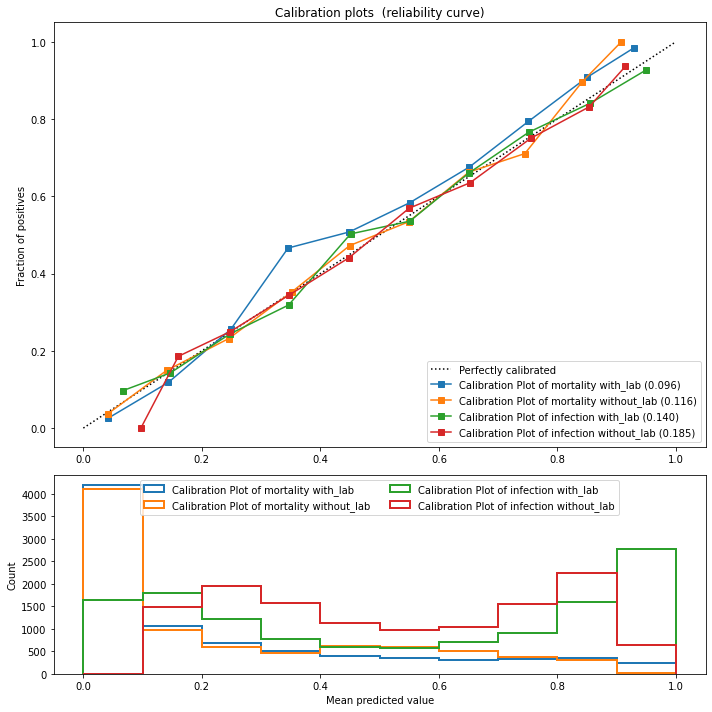 Calibration plots  (reliability curve)
1.0
0.8
0.6
0.4
0.2
0.0
Fraction of positives
Perfectly calibrated
Calibration Plot of mortality with_lab (0.096)
Calibration Plot of mortality without_lab (0.116)
Calibration Plot of infection with_lab (0.140)
Calibration Plot of infection without_lab (0.185)
0.0 0.2 0.4 0.6 0.8 1.0
Calibration Plot of mortality with_lab Calibration Plot of infection with_lab
Calibration Plot of mortality without_lab Calibration Plot of infection without_lab
4000
3500
3000
2500
2000
1500
1000
500
0
Count
0.0 0.2 0.4 0.6 0.8 1.0
Mean predicted value